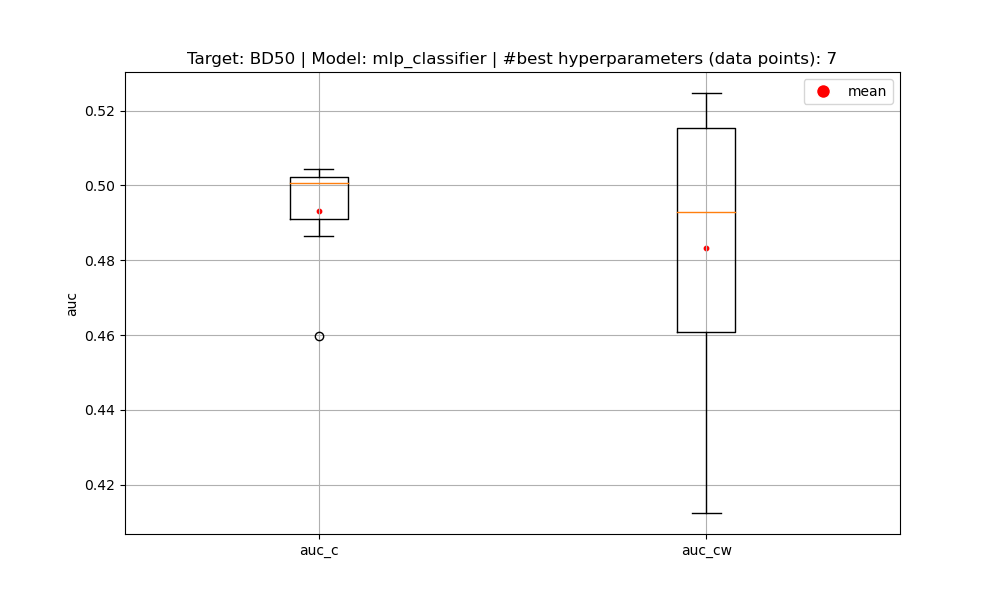 Target: BD50 | Model: mlp_classifier | #best hyperparameters (data points): 7
mean
0.52
0.50
0.48
0.46
0.44
0.42
auc
auc_c
auc_cw